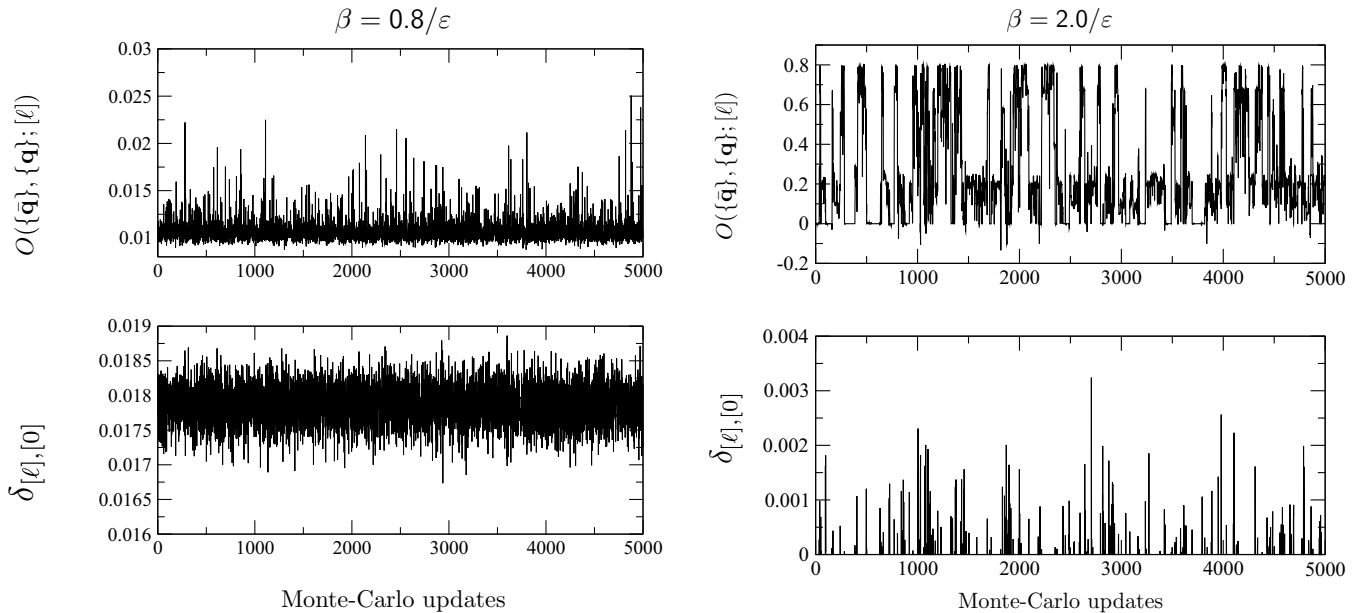 β = 0.8/ε
O({q̄}, {q}; [ℓ])
0.03
0.025
0.02
0.015
0.01
0 1000 2000 3000 4000 5000
δ[ℓ],[0]
0.019
0.0185
0.018
0.0175
0.017
0.0165
0.016
0 1000 2000 3000 4000 5000
Monte-Carlo updates
β = 2.0/ε
O({q̄}, {q}; [ℓ])
0.8
0.6
0.4
0.2
0
-0.2
0 1000 2000 3000 4000 5000
δ[ℓ],[0]
0.004
0.003
0.002
0.001
0
0 1000 2000 3000 4000 5000
Monte-Carlo updates